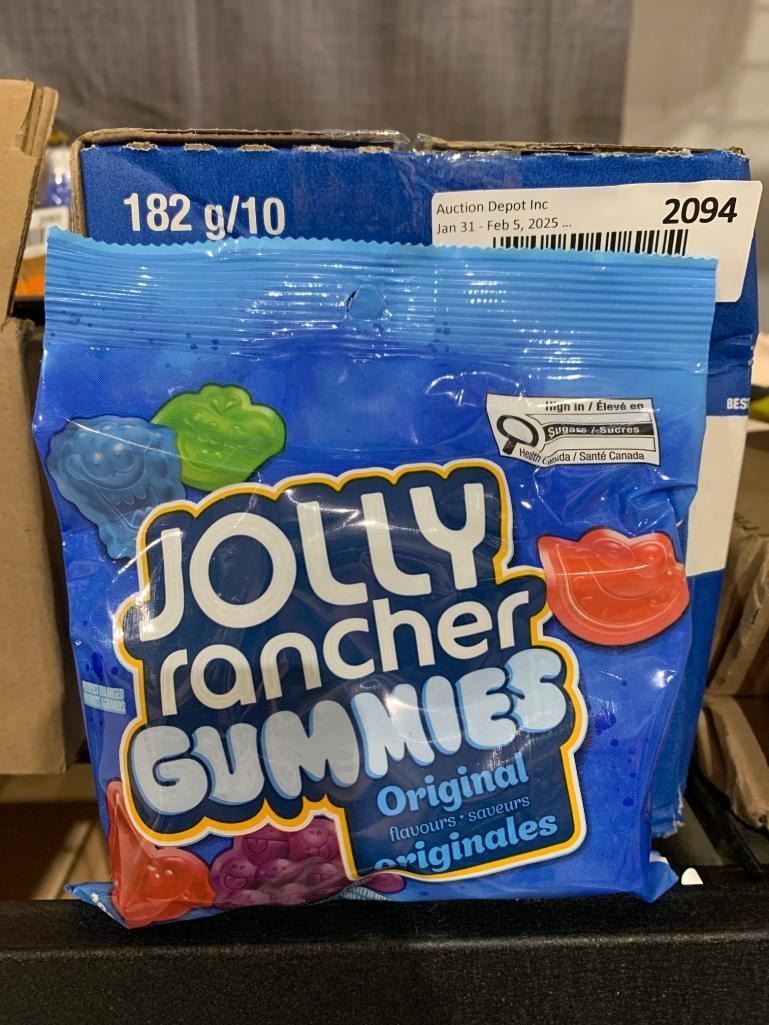 182 g/10
Auction Depot Inc
Jan 31 - Feb 5, 2025 ...
2094
BES
High in / Élevé en
Sugars / Sucres
Health Canada / Santé Canada
JOLLY
rancher
GUMMIES
Original
flavours • saveurs
originales